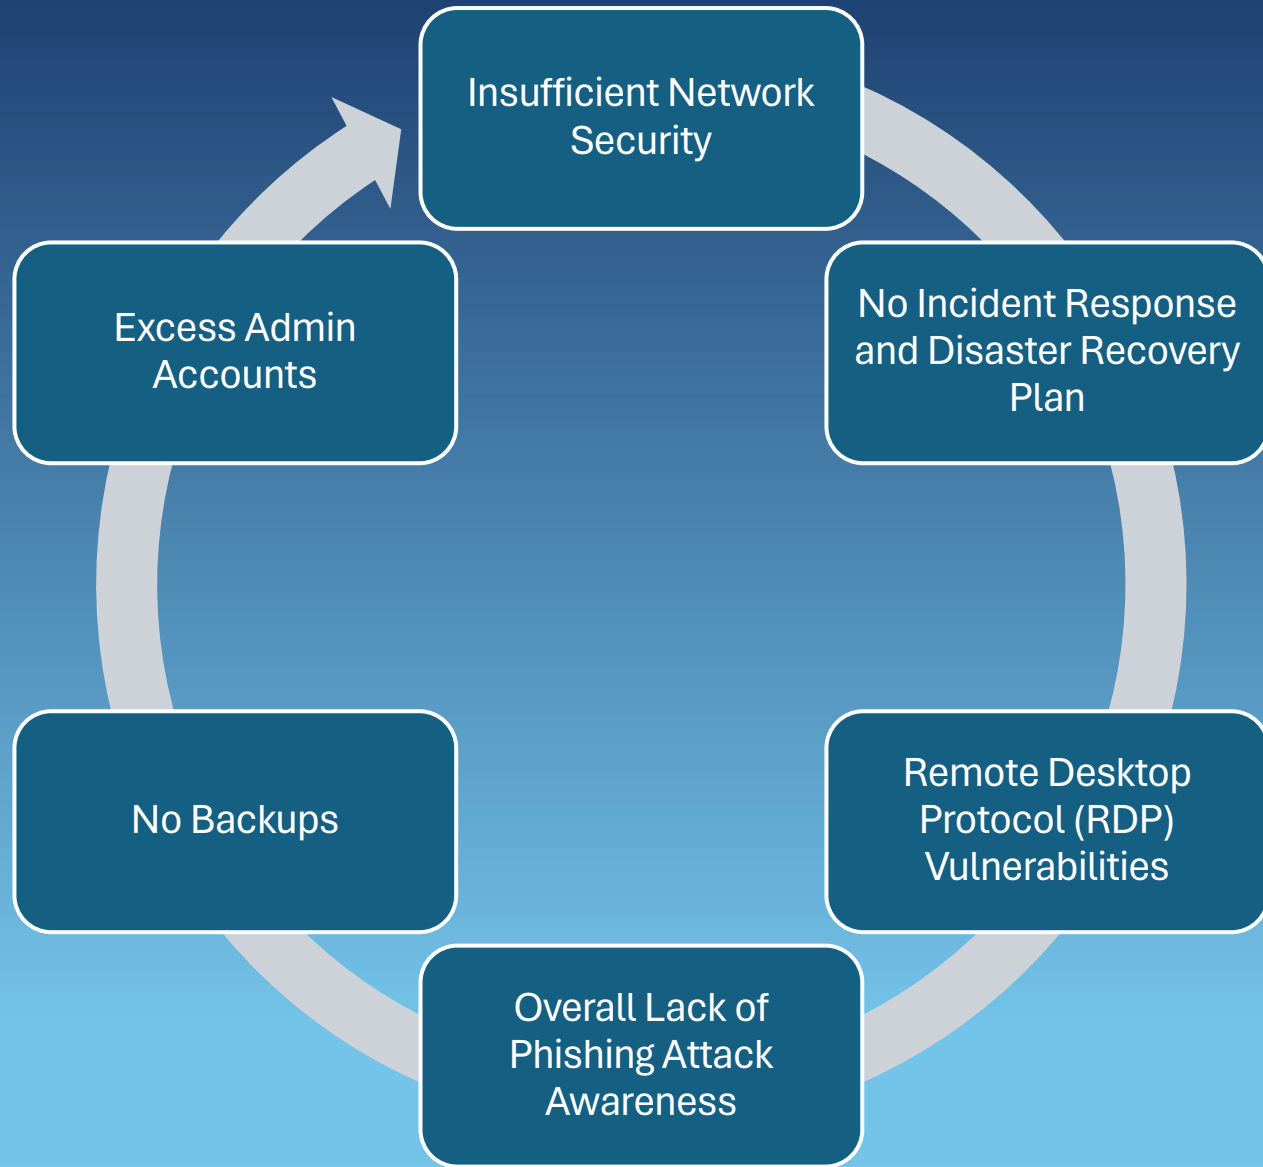 Insufficient Network
Security
No Incident Response
and Disaster Recovery
Plan
Remote Desktop
Protocol (RDP)
Vulnerabilities
Overall Lack of
Phishing Attack
Awareness
No Backups
Excess Admin
Accounts